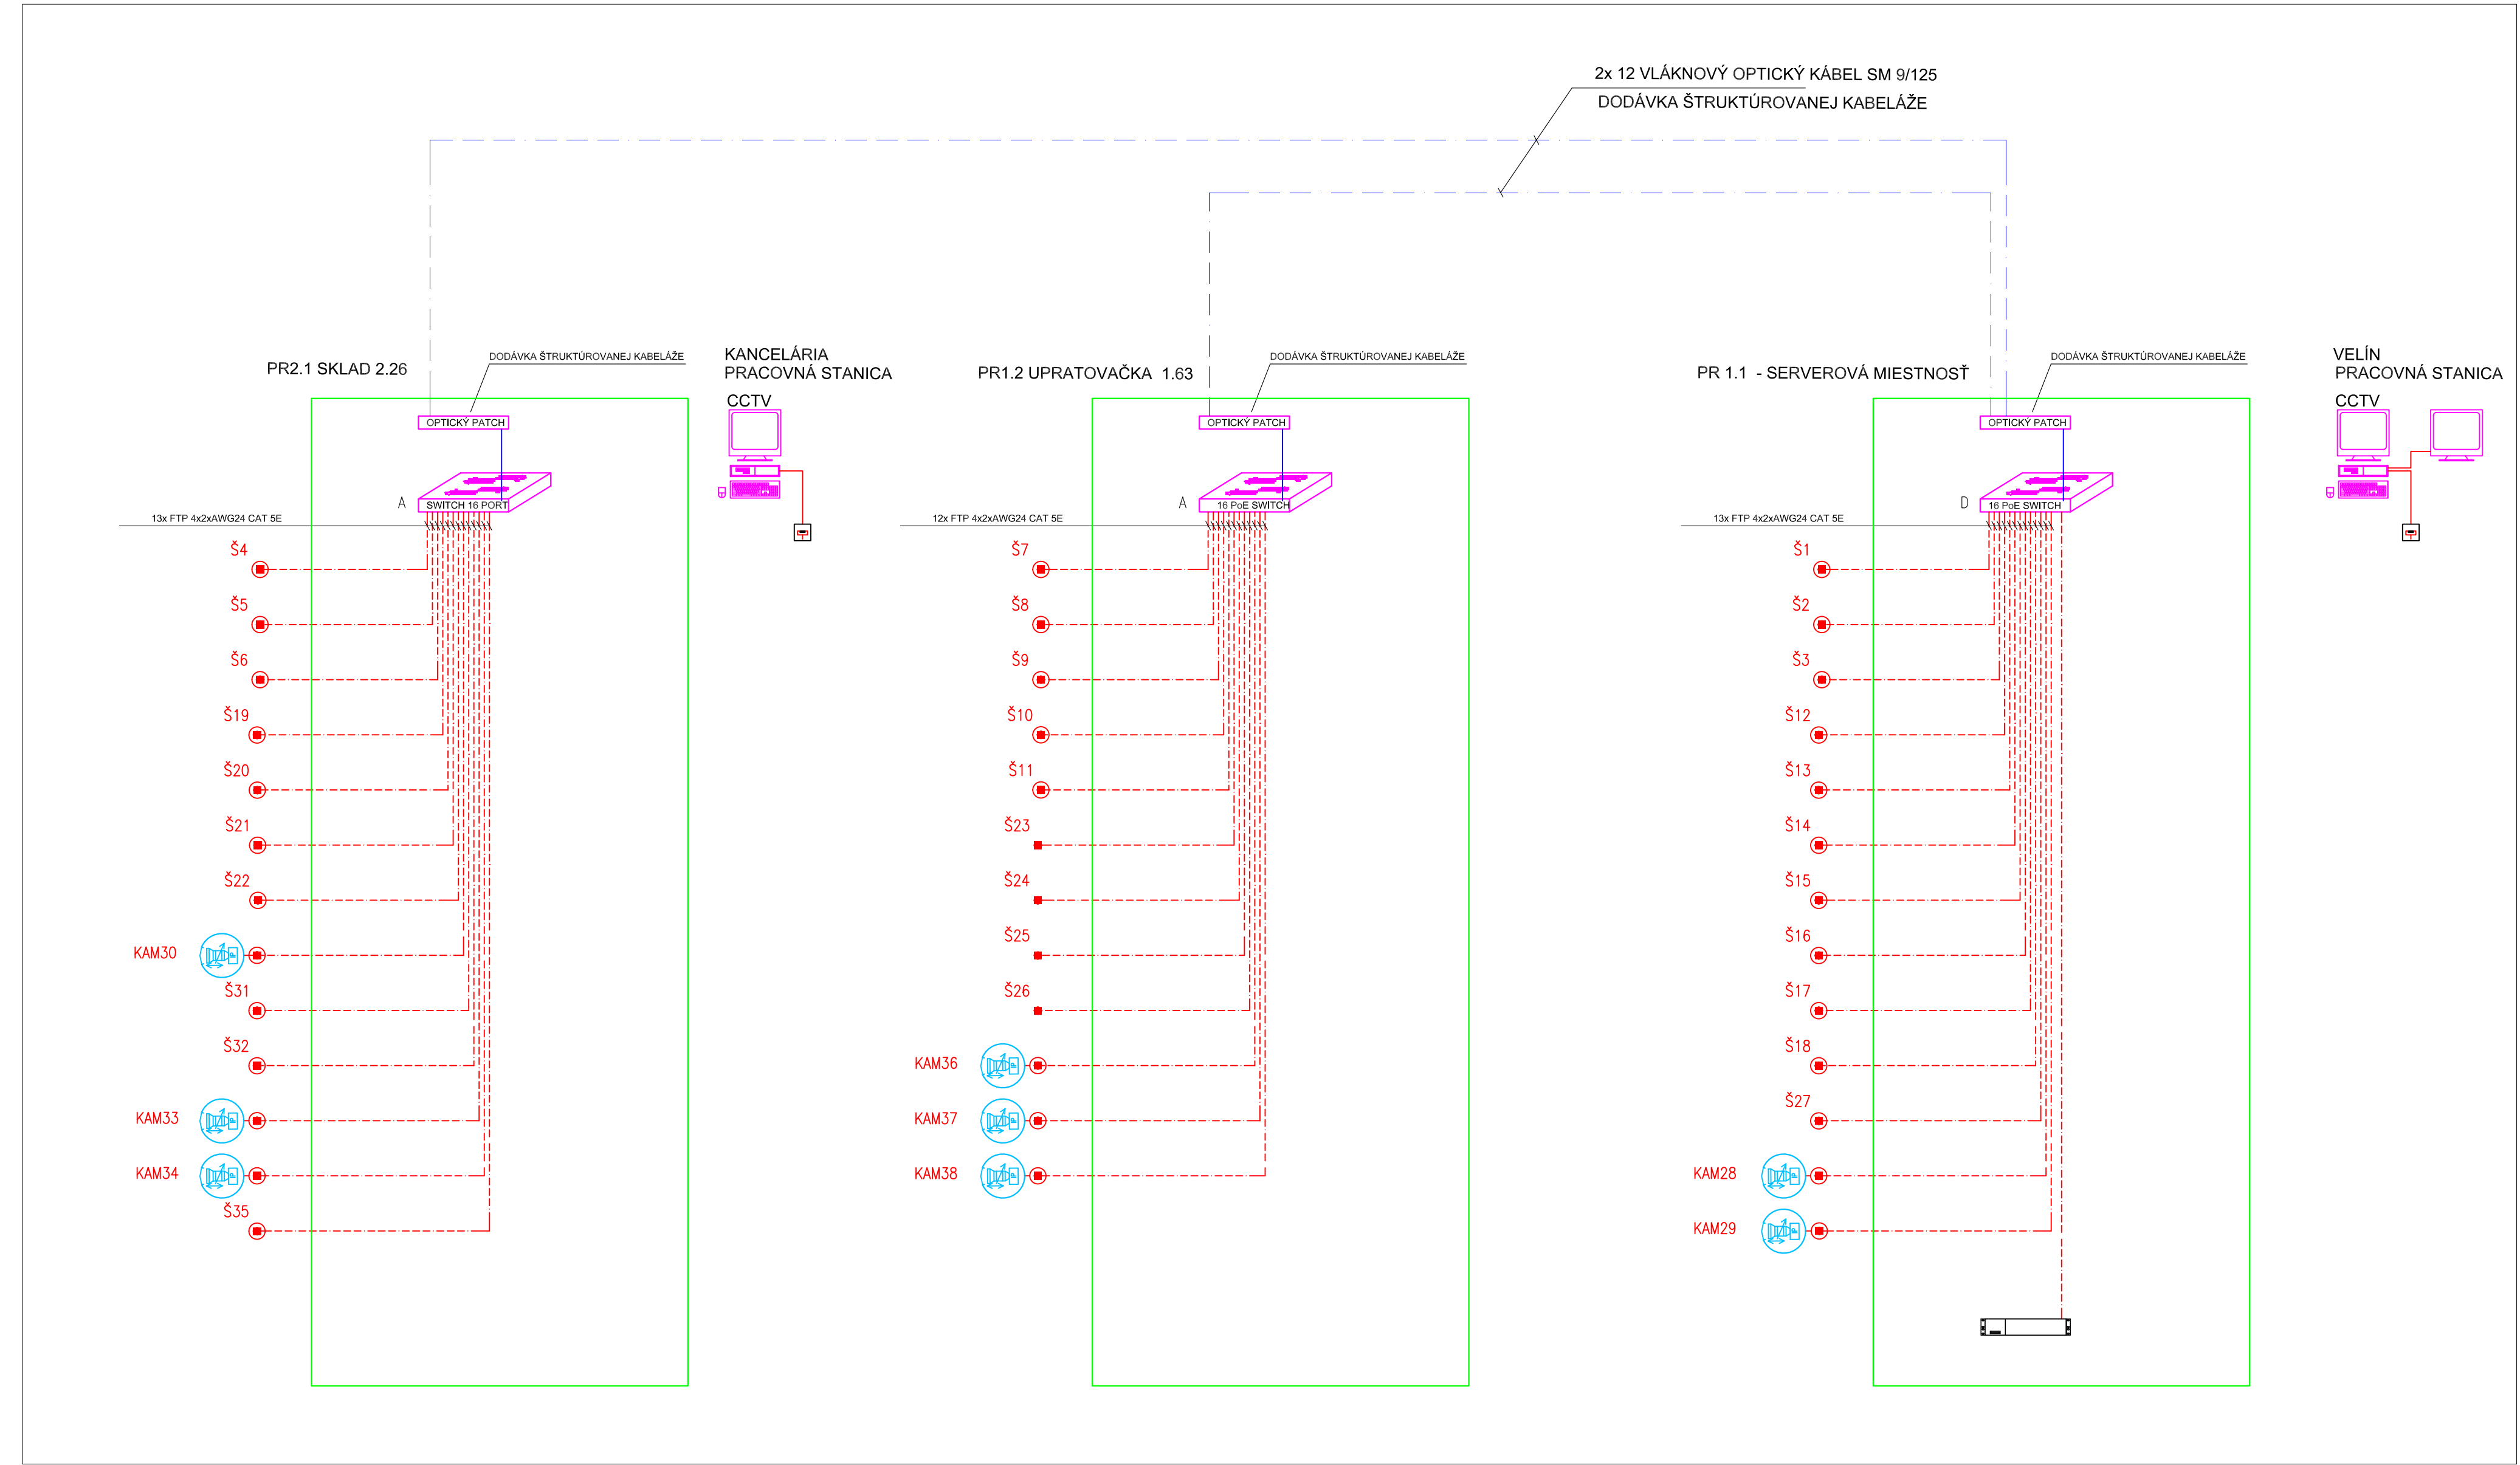 2x 12 VLÁKNOVÝ OPTICKÝ KÁBEL SM 9/125
DODÁVKA ŠTRUKTÚROVANEJ KABELÁŽE
PR2.1 SKLAD 2.26
DODÁVKA ŠTRUKTÚROVANEJ KABELÁŽE
OPTICKÝ PATCH
A
SWITCH 16 PORT
13x FTP 4x2xAWG24 CAT 5E
Š4
Š5
Š6
Š19
Š20
Š21
Š22
KAM30
Š31
Š32
KAM33
KAM34
Š35
KANCELÁRIA
PRACOVNÁ STANICA
CCTV
PR1.2 UPRATOVAČKA 1.63
DODÁVKA ŠTRUKTÚROVANEJ KABELÁŽE
OPTICKÝ PATCH
A
16 PoE SWITCH
12x FTP 4x2xAWG24 CAT 5E
Š7
Š8
Š9
Š10
Š11
Š23
Š24
Š25
Š26
KAM36
KAM37
KAM38
PR 1.1 - SERVEROVÁ MIESTNOSŤ
DODÁVKA ŠTRUKTÚROVANEJ KABELÁŽE
OPTICKÝ PATCH
D
16 PoE SWITCH
13x FTP 4x2xAWG24 CAT 5E
Š1
Š2
Š3
Š12
Š13
Š14
Š15
Š16
Š17
Š18
Š27
KAM28
KAM29
VELÍN
PRACOVNÁ STANICA
CCTV